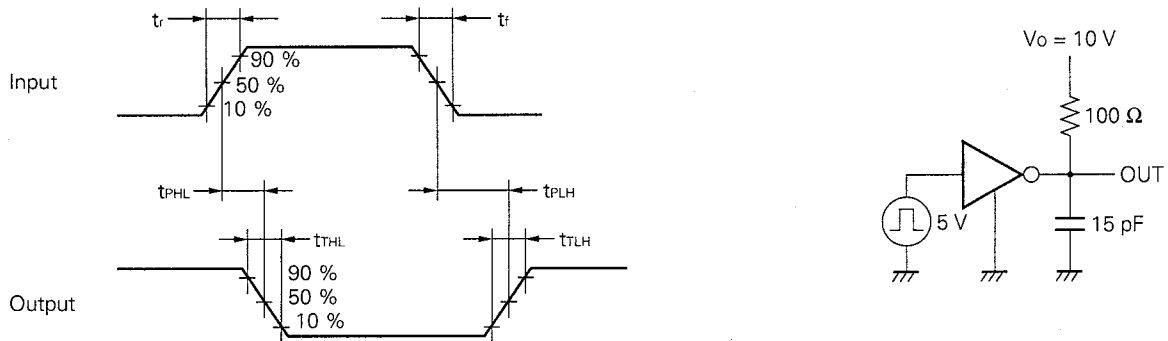 tr
tf
Input
90 %
50 %
10 %
tPHL
tPLH
tTHL
tTLH
Output
90 %
50 %
10 %
Vo = 10 V
100 Ω
OUT
5 V
15 pF